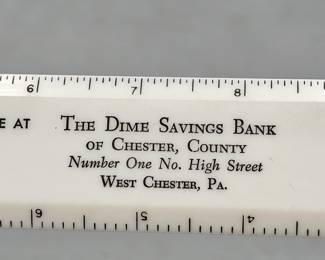 6 7 8
E AT THE DIME SAVINGS BANK
OF CHESTER, COUNTY
Number One No. High Street
WEST CHESTER, PA.
6 5 4